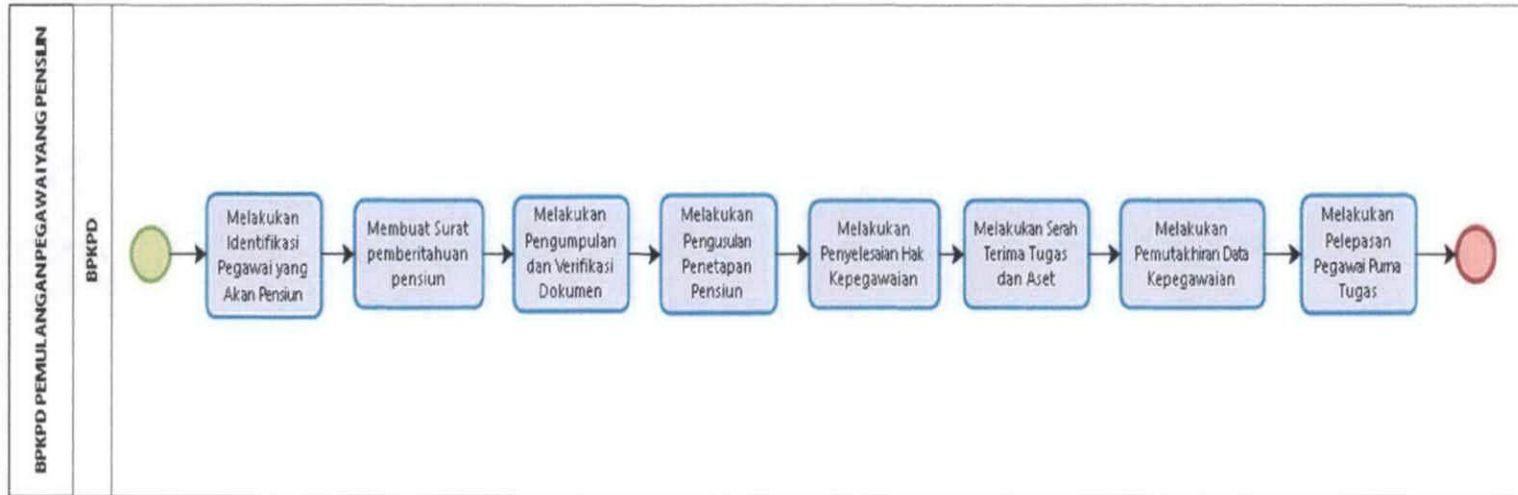 BPKPD PEMULANGAN PEGAWAI YANG PENSIUN
BPKPD
Melakukan
Identifikasi
Pegawai yang
Akan Pensiun
Membuat Surat
pemberitahuan
pensiun
Melakukan
Pengumpulan
dan Verifikasi
Dokumen
Melakukan
Pengusulan
Penetapan
Pensiun
Melakukan
Penyelesaian Hak
Kepegawaian
Melakukan Serah
Terima Tugas
dan Aset
Melakukan
Pemutakhiran Data
Kepegawaian
Melakukan
Pelepasan
Pegawai Purna
Tugas